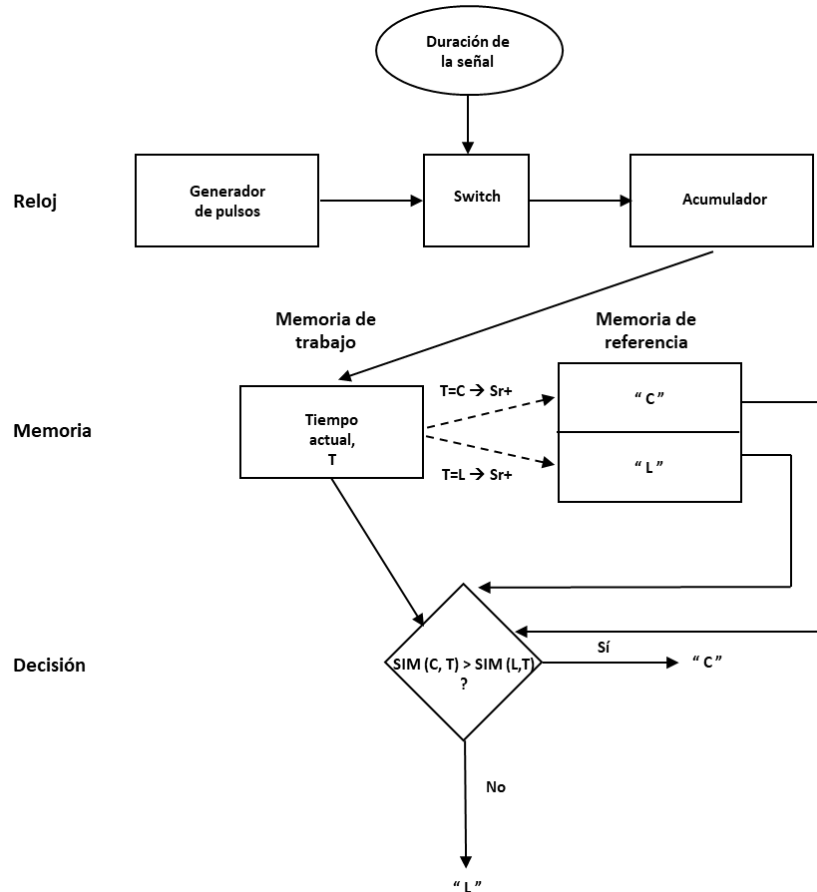 Duración de
la señal
Reloj
Generador
de pulsos
Switch
Acumulador
Memoria de
trabajo
Memoria de
referencia
Memoria
Tiempo
actual,
T
T=C → Sr+
T=L → Sr+
“ C ”
“ L ”
Decisión
SIM (C, T) > SIM (L,T)
?
Sí
“ C ”
No
“ L ”